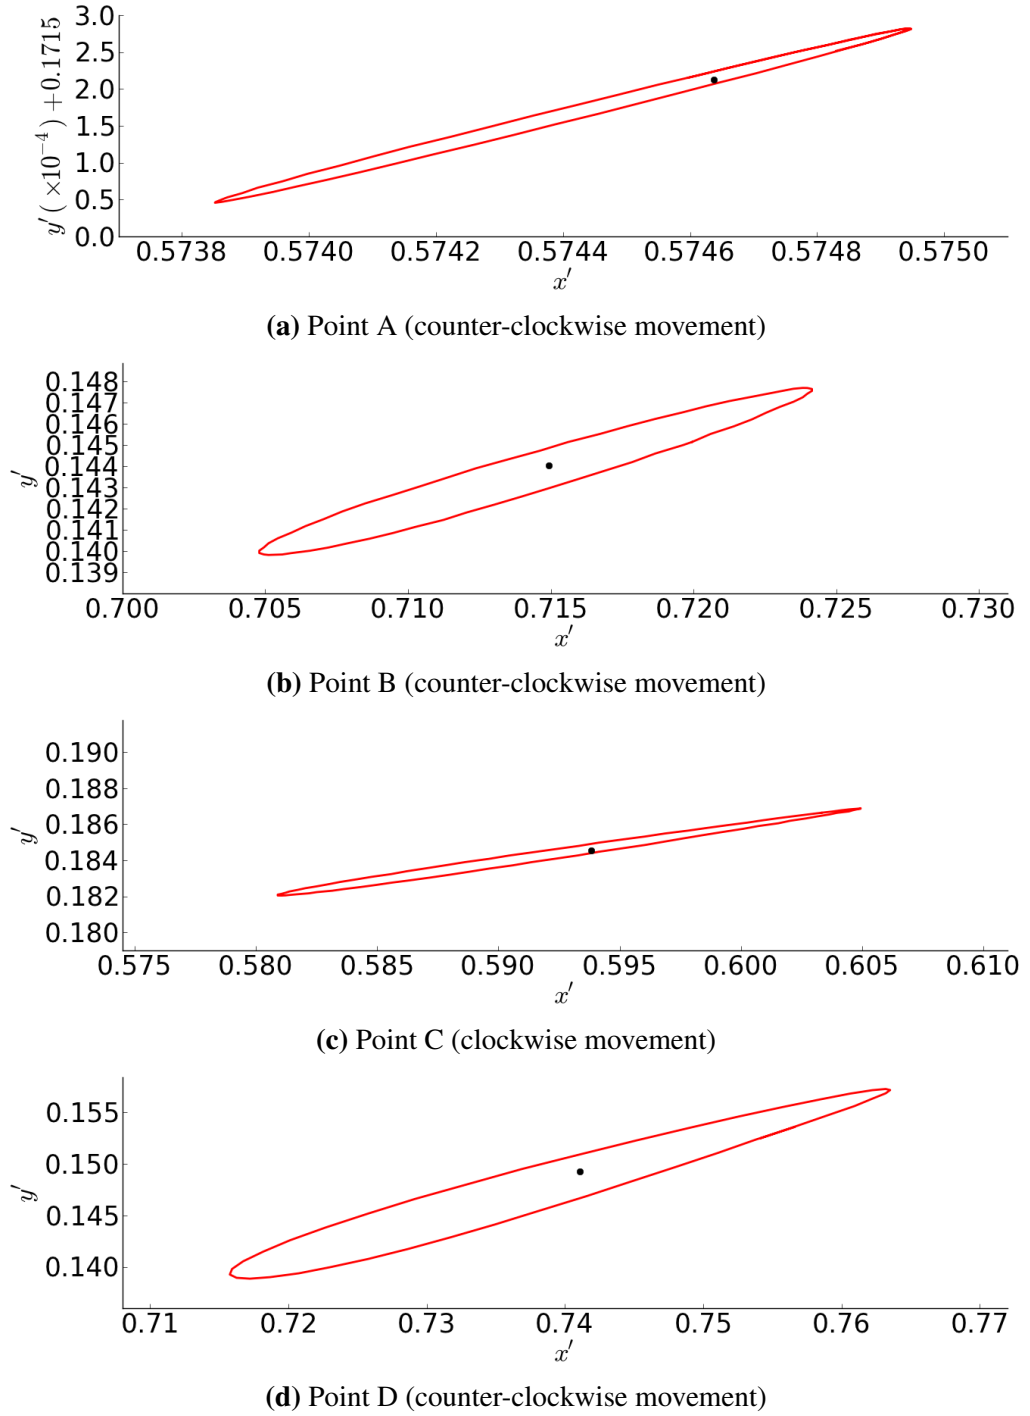 3.0
2.5
2.0
1.5
1.0
0.5
0.0
y′(×10⁻⁴)+0.1715
0.5738 0.5740 0.5742 0.5744 0.5746 0.5748 0.5750
x′
(a) Point A (counter-clockwise movement)
0.148
0.147
0.146
0.145
0.144
0.143
0.142
0.141
0.140
0.139
y′
0.700 0.705 0.710 0.715 0.720 0.725 0.730
x′
(b) Point B (counter-clockwise movement)
0.190
0.188
0.186
0.184
0.182
0.180
y′
0.575 0.580 0.585 0.590 0.595 0.600 0.605 0.610
x′
(c) Point C (clockwise movement)
0.155
0.150
0.145
0.140
y′
0.71 0.72 0.73 0.74 0.75 0.76 0.77
x′
(d) Point D (counter-clockwise movement)